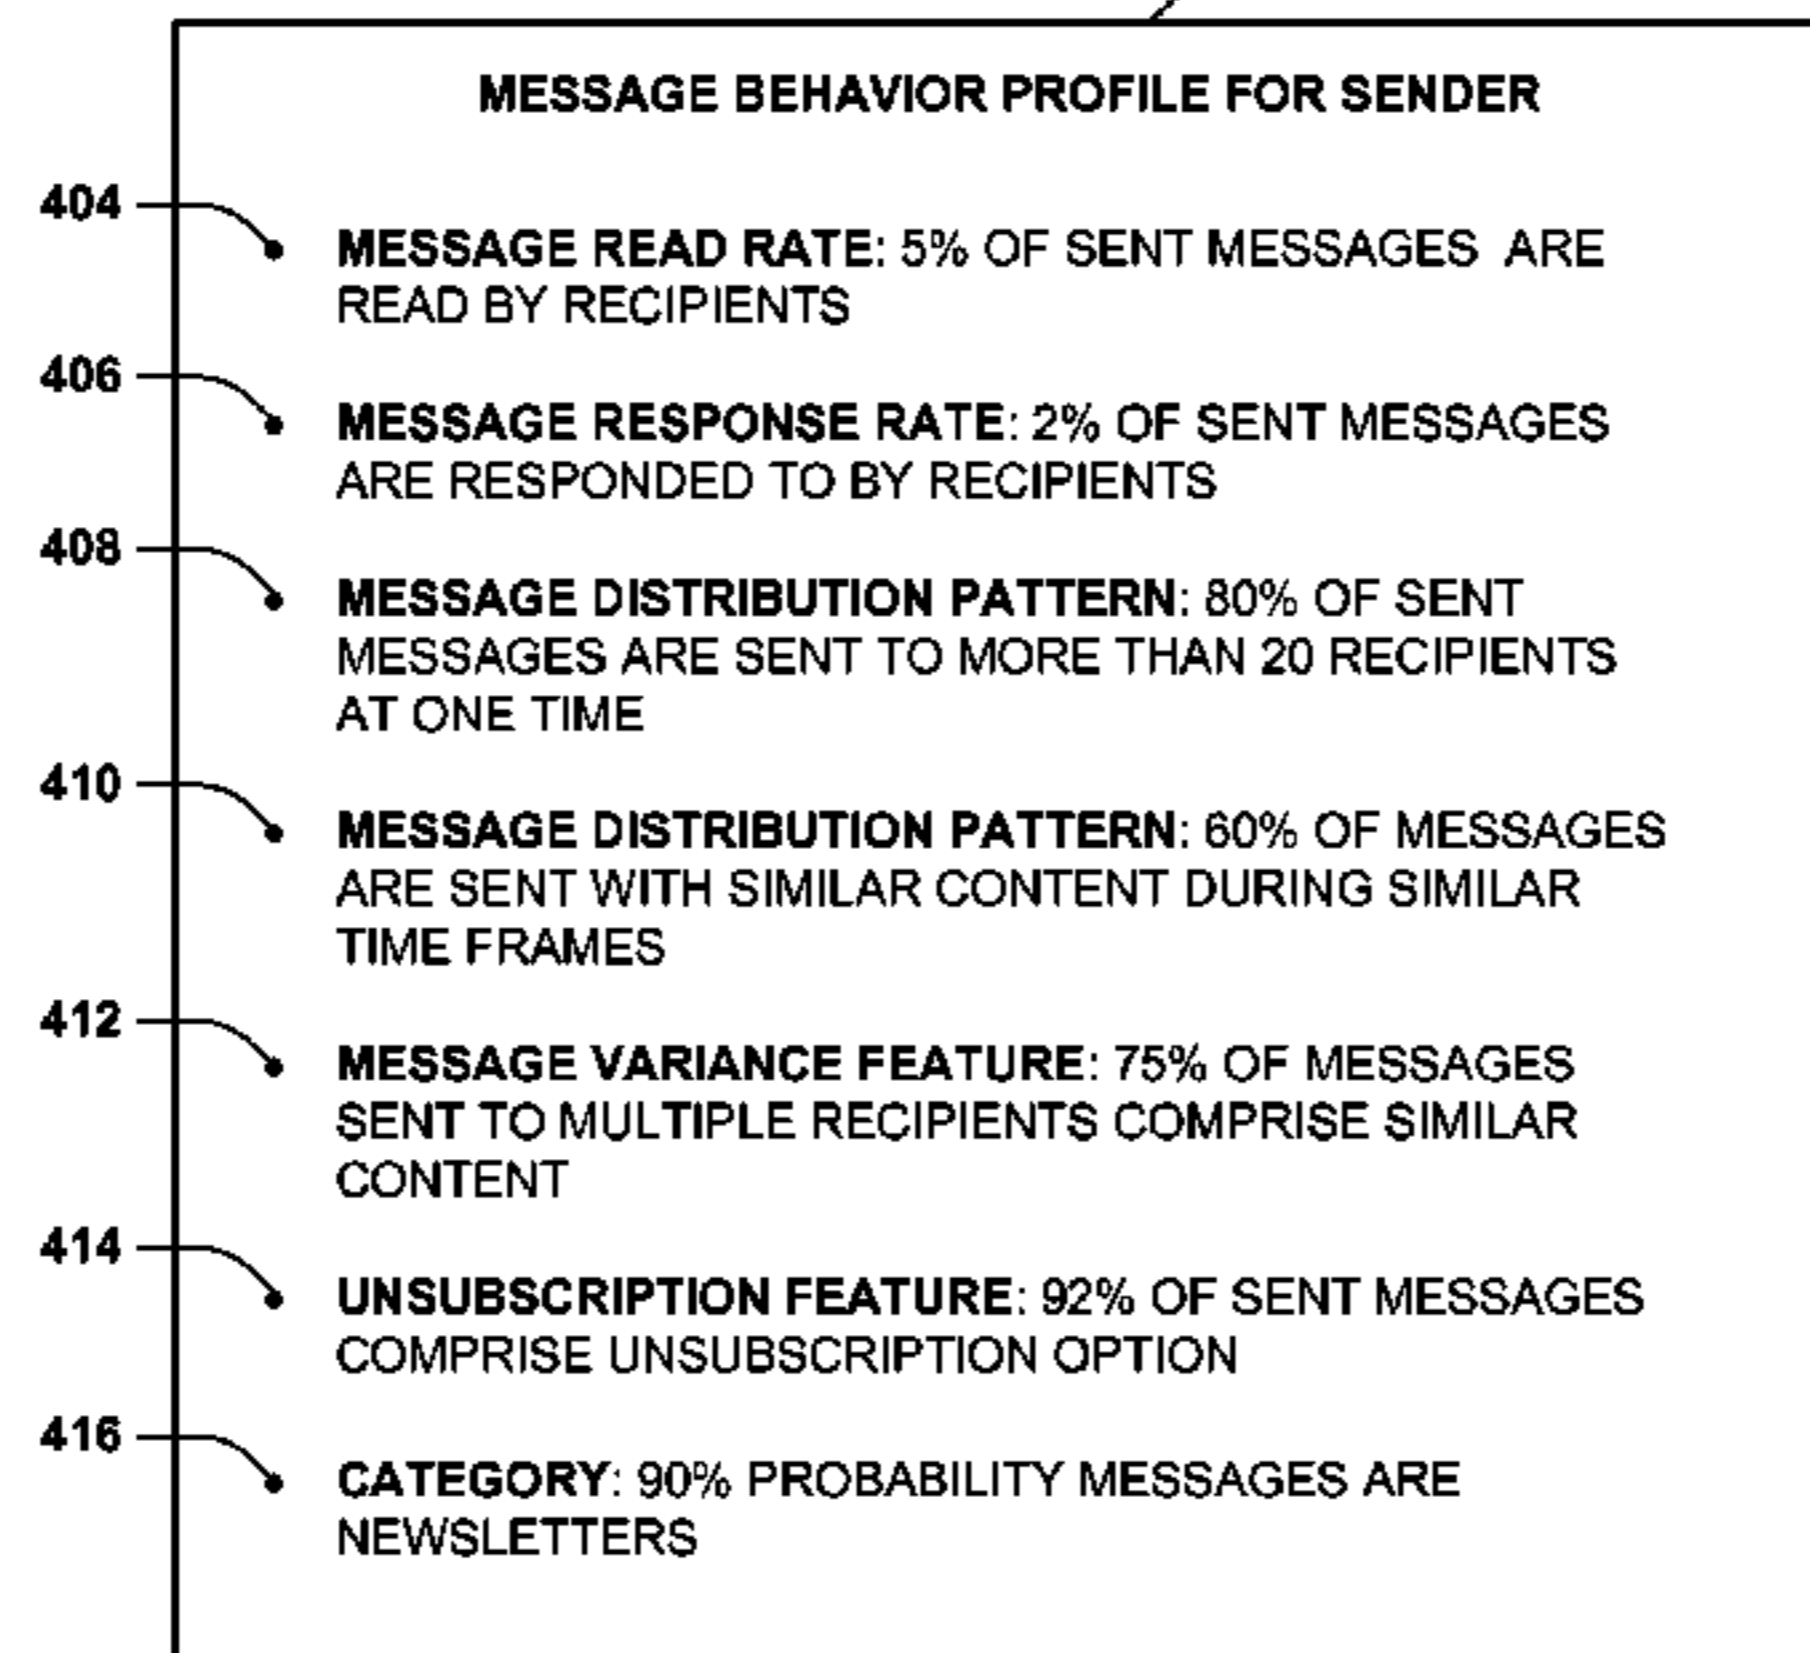 MESSAGE BEHAVIOR PROFILE FOR SENDER
404
MESSAGE READ RATE: 5% OF SENT MESSAGES ARE
READ BY RECIPIENTS
406
MESSAGE RESPONSE RATE: 2% OF SENT MESSAGES
ARE RESPONDED TO BY RECIPIENTS
408
MESSAGE DISTRIBUTION PATTERN: 80% OF SENT
MESSAGES ARE SENT TO MORE THAN 20 RECIPIENTS
AT ONE TIME
410
MESSAGE DISTRIBUTION PATTERN: 60% OF MESSAGES
ARE SENT WITH SIMILAR CONTENT DURING SIMILAR
TIME FRAMES
412
MESSAGE VARIANCE FEATURE: 75% OF MESSAGES
SENT TO MULTIPLE RECIPIENTS COMPRISE SIMILAR
CONTENT
414
UNSUBSCRIPTION FEATURE: 92% OF SENT MESSAGES
COMPRISE UNSUBSCRIPTION OPTION
416
CATEGORY: 90% PROBABILITY MESSAGES ARE
NEWSLETTERS